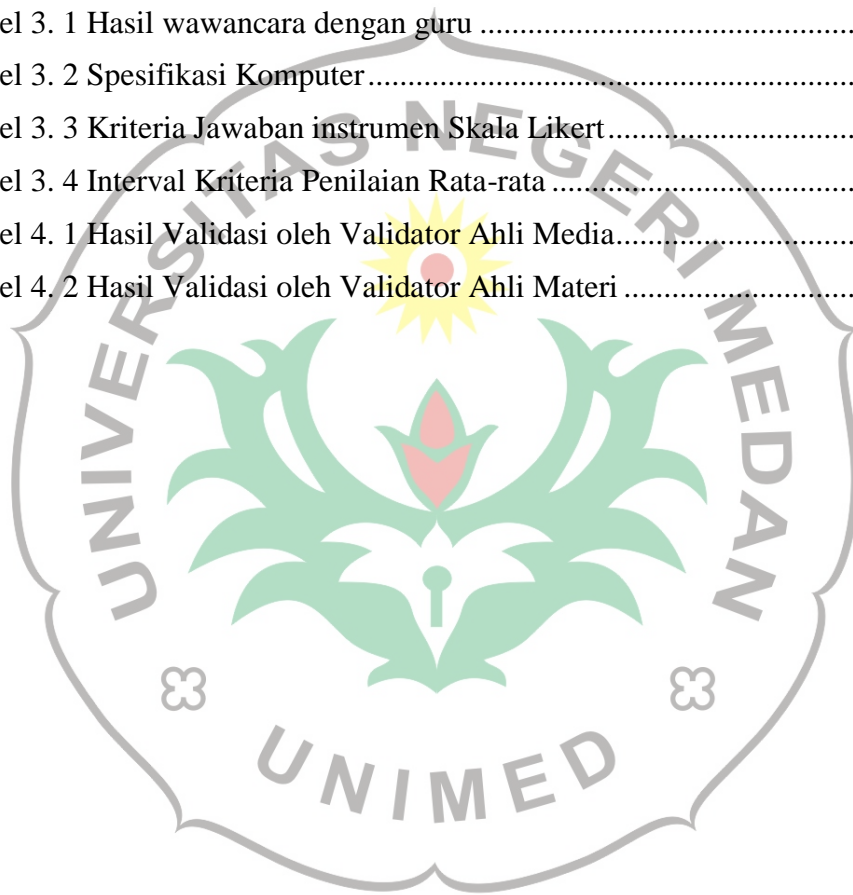 el 3. 1 Hasil wawancara dengan guru ......................................................
el 3. 2 Spesifikasi Komputer......................................................................
el 3. 3 Kriteria Jawaban instrumen Skala Likert.......................................
el 3. 4 Interval Kriteria Penilaian Rata-rata ..............................................
el 4. 1 Hasil Validasi oleh Validator Ahli Media......................................
el 4. 2 Hasil Validasi oleh Validator Ahli Materi .....................................
UNIVERSITAS NEGERI MEDAN
UNIMED